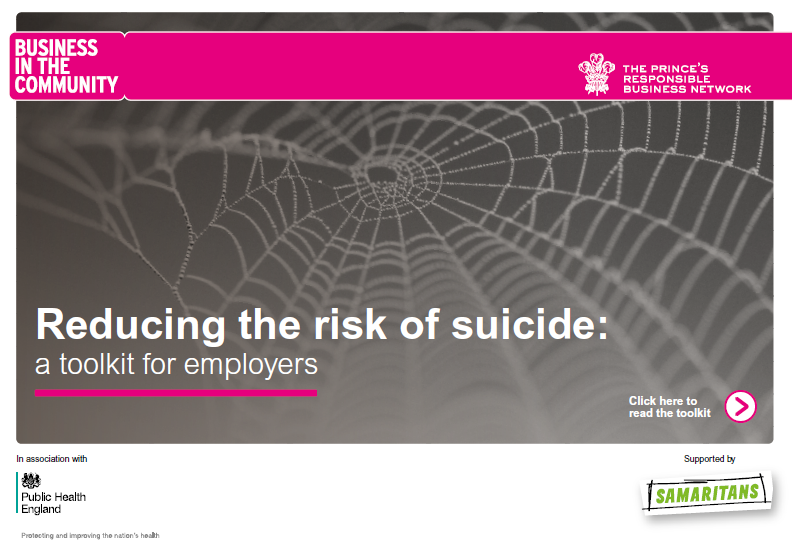 BUSINESS
IN THE
COMMUNITY
THE PRINCE'S
RESPONSIBLE
BUSINESS NETWORK
Reducing the risk of suicide:
a toolkit for employers
Click here to
read the toolkit
In association with
Supported by
Public Health
England
SAMARITANS
Protecting and improving the nation's health